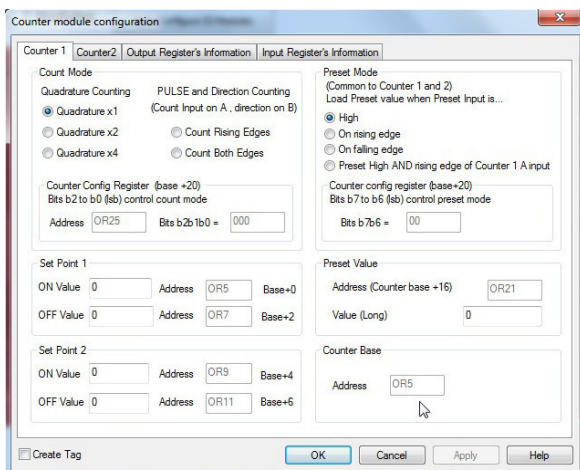 Counter module configuration
Counter 1 Counter2 Output Register's Information Input Register's Information
Count Mode
Quadrature Counting
Quadrature x1
Quadrature x2
Quadrature x4
PULSE and Direction Counting
(Count Input on A , direction on B)
Count Rising Edges
Count Both Edges
Counter Config Register (base +20)
Bits b2 to b0 (lsb) control count mode
Address OR25 Bits b2b1b0 = 000
Preset Mode
(Common to Counter 1 and 2)
Load Preset value when Preset Input is...
High
On rising edge
On falling edge
Preset High AND rising edge of Counter 1 A input
Counter config register (base+20)
Bits b7 to b6 (lsb) control preset mode
Bits b7b6 = 00
Set Point 1
ON Value 0 Address OR5 Base+0
OFF Value 0 Address OR7 Base+2
Preset Value
Address (Counter base +16) OR21
Value (Long) 0
Set Point 2
ON Value 0 Address OR9 Base+4
OFF Value 0 Address OR11 Base+6
Counter Base
Address OR5
Create Tag
OK Cancel Apply Help